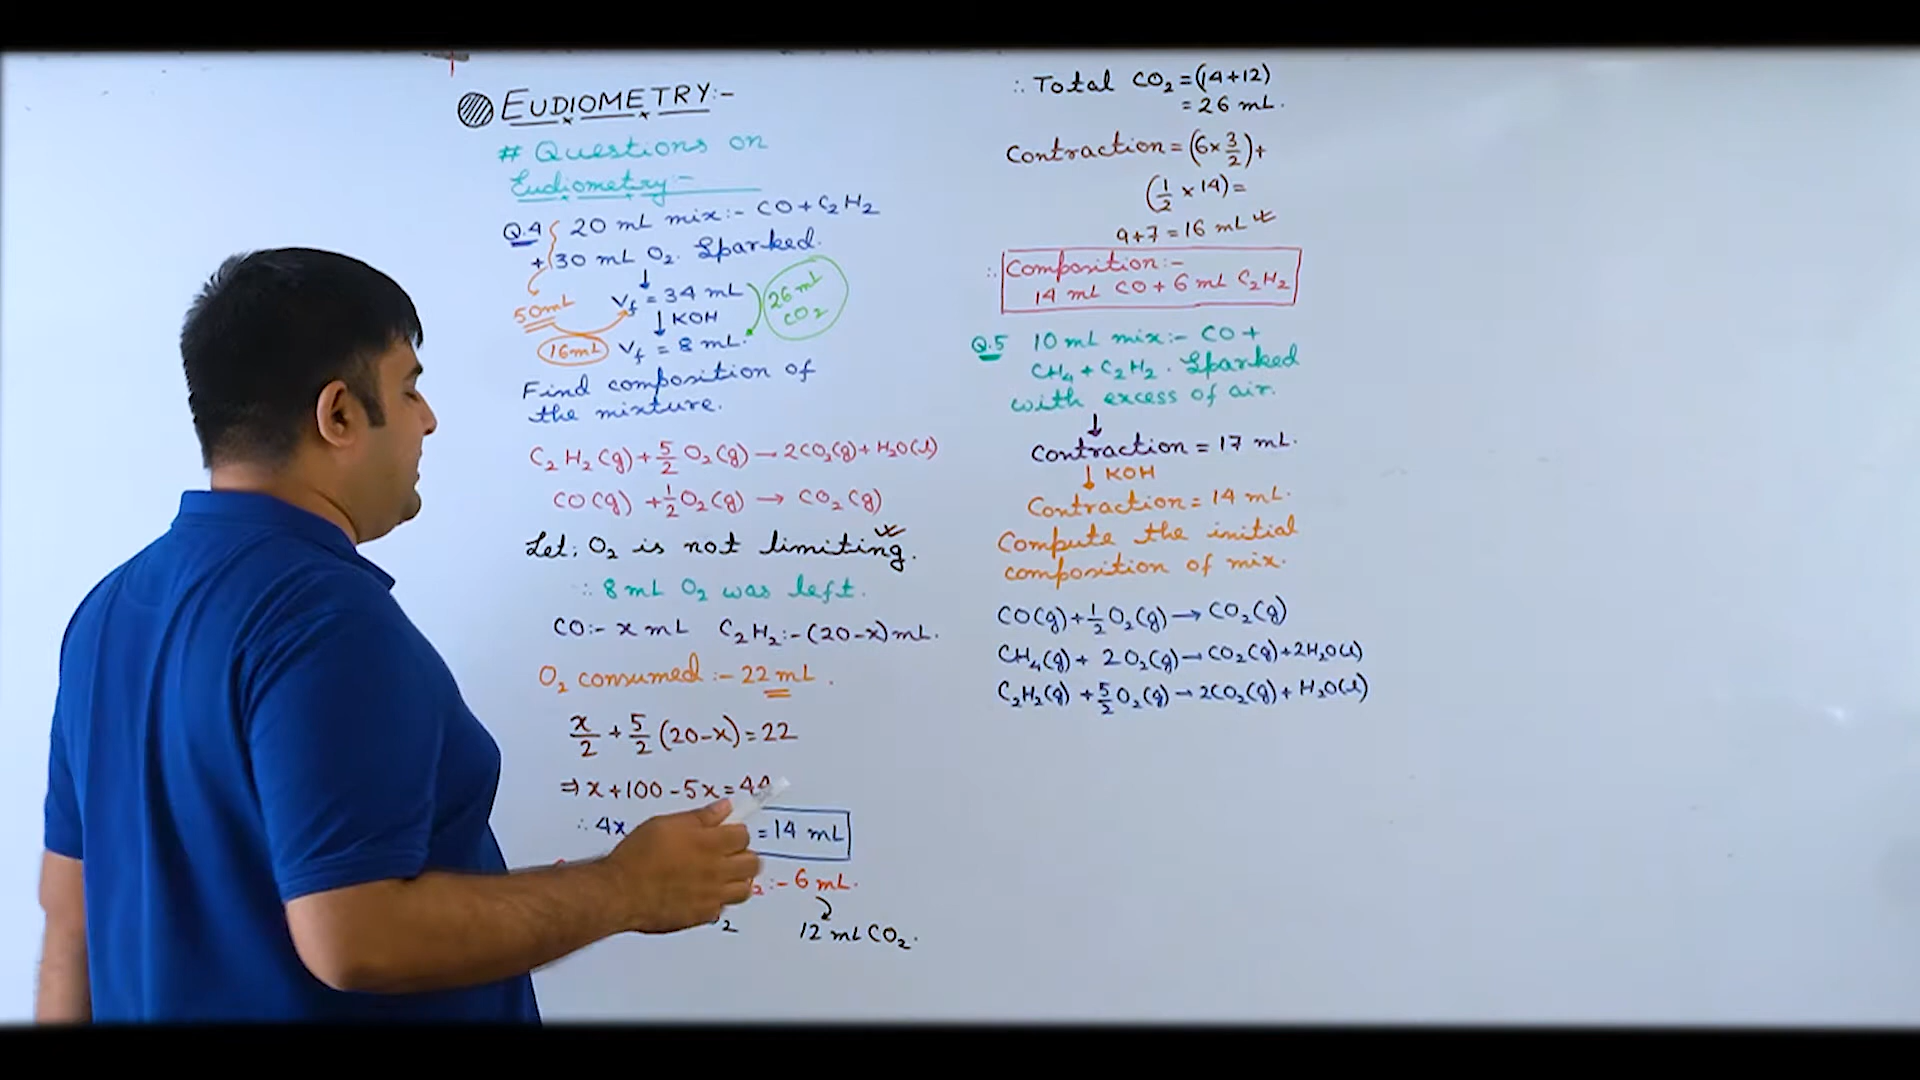 EUDIOMETRY:-
# Questions on
Eudiometry:-
Q.4 20 mL mix:- CO + C2H2
+ 30 mL O2. Sparked.
50mL
↓
Vf = 34 mL
↓ KOH
26 mL
CO2
16mL
Vf = 8 mL.
Find composition of
the mixture.
C2H2(g) + 5/2 O2(g) → 2CO2(g) + H2O(l)
CO(g) + 1/2 O2(g) → CO2(g)
Let; O2 is not limiting.
∴ 8 mL O2 was left.
CO:- x mL C2H2:- (20-x) mL.
O2 consumed:- 22 mL.
x/2 + 5/2 (20-x) = 22
⇒ x + 100 - 5x = 44
∴ 4x = 14 mL
2:- 6 mL.
2 12 mL CO2.
∴ Total CO2 = (14+12)
= 26 mL.
Contraction = (6 × 3/2) +
(1/2 × 14) =
9+7 = 16 mL
∴ Composition:-
14 mL CO + 6 mL C2H2
Q.5 10 mL mix:- CO +
CH4 + C2H2. Sparked
with excess of air.
↓
Contraction = 17 mL.
↓ KOH
Contraction = 14 mL.
Compute the initial
composition of mix.
CO(g) + 1/2 O2(g) → CO2(g)
CH4(g) + 2O2(g) → CO2(g) + 2H2O(l)
C2H2(g) + 5/2 O2(g) → 2CO2(g) + H2O(l)